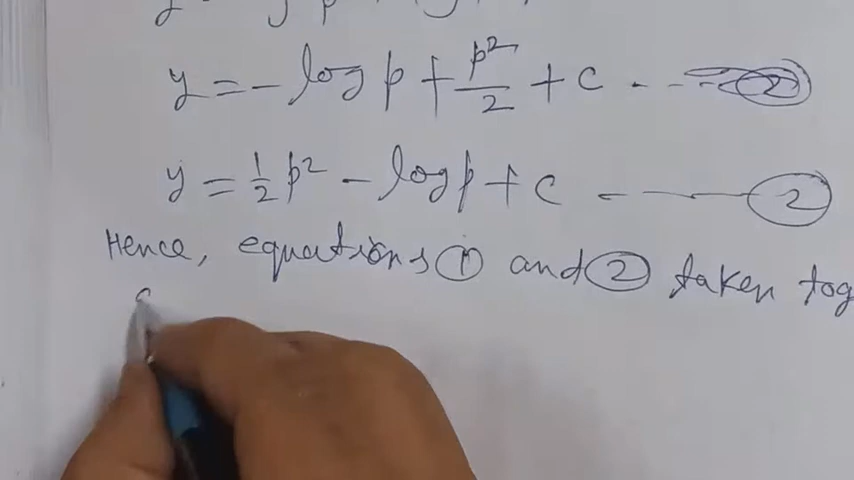 y = - log p + p²/2 + c - - - ②
y = 1/2 p² - log p + c - - ②
Hence, equations ① and ② taken tog